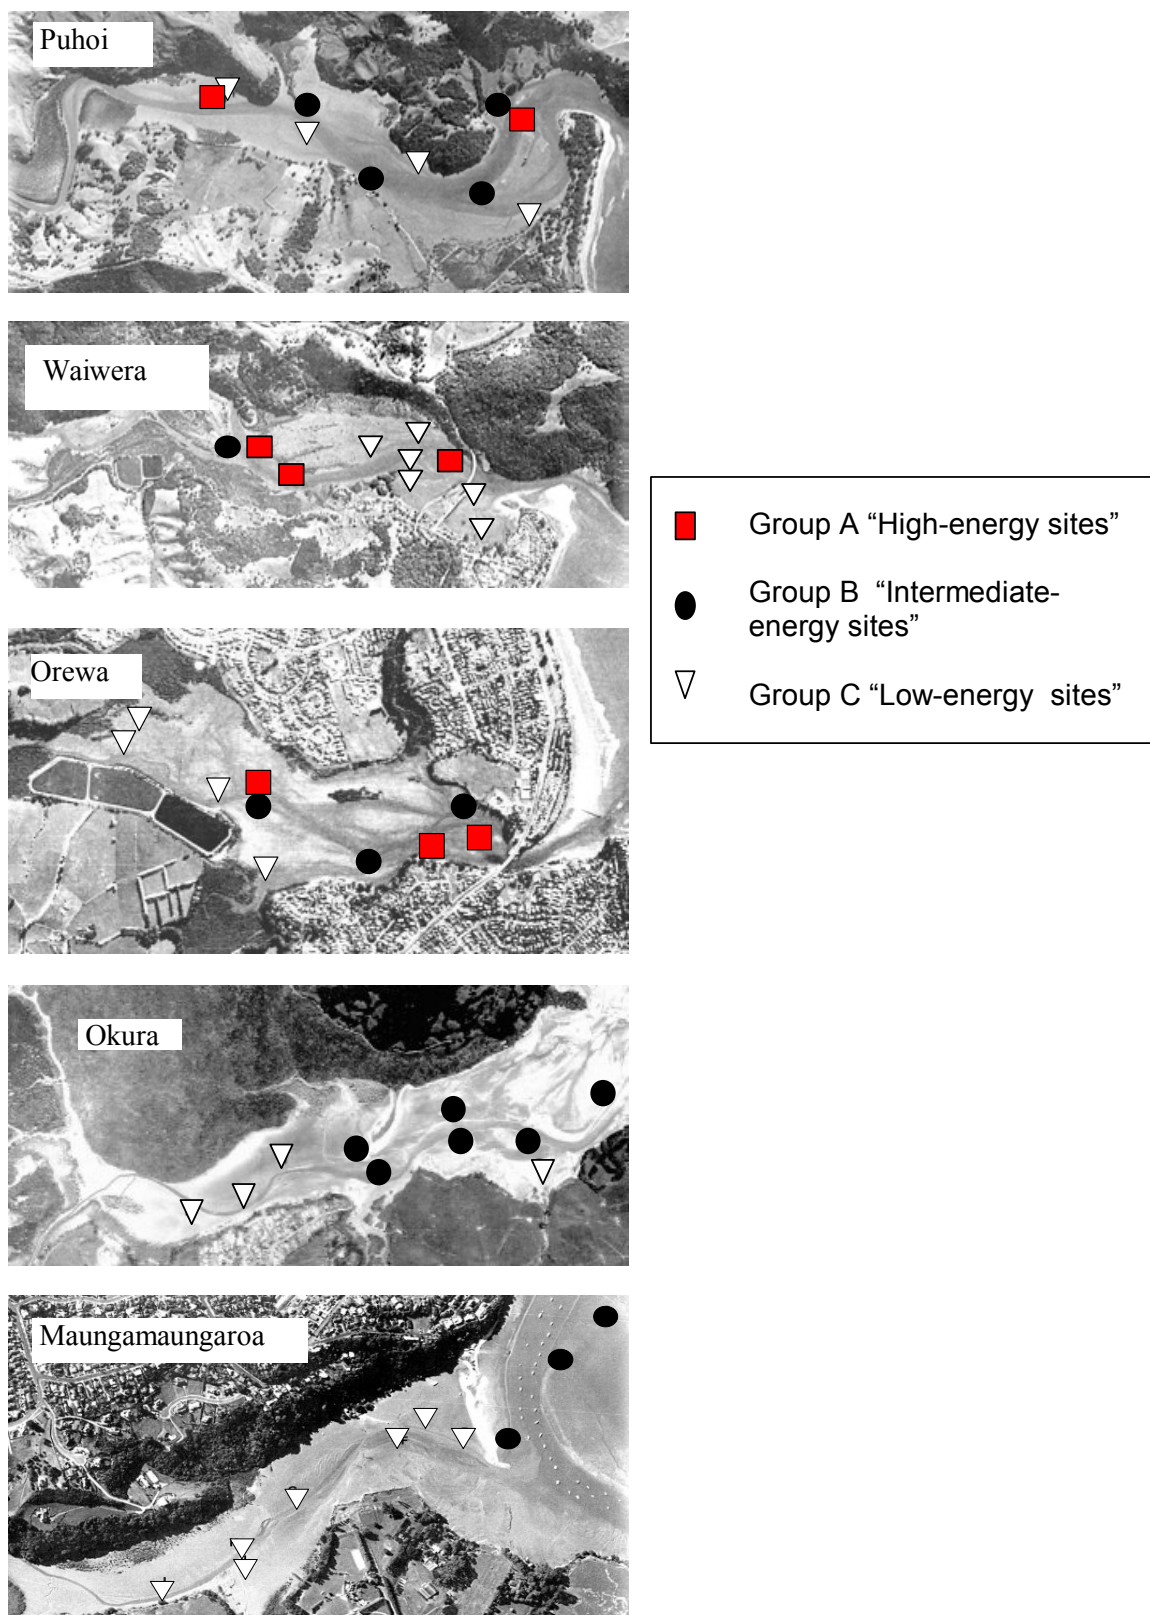 Puhoi
Waiwera
Orewa
Okura
Maungamaungaroa
Group A “High-energy sites”
Group B “Intermediate-
energy sites”
Group C “Low-energy sites”